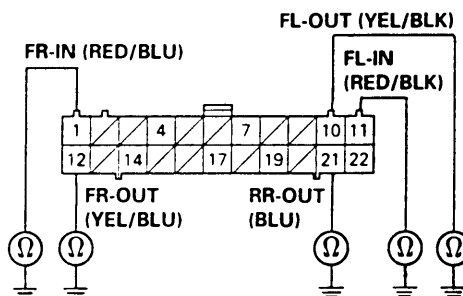 FL-OUT (YEL/BLK)
FR-IN (RED/BLU)
FL-IN
(RED/BLK)
1 4 7 10 11
12 14 17 19 21 22
FR-OUT
(YEL/BLU)
RR-OUT
(BLU)
Ω Ω Ω Ω Ω